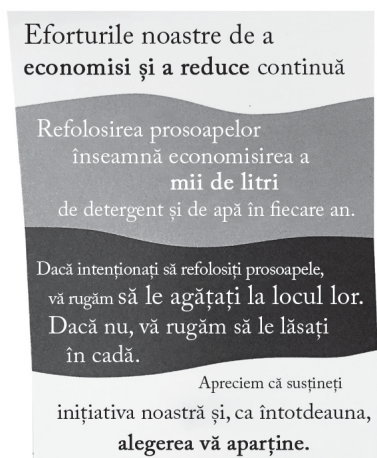 Eforturile noastre de a
economisi și a reduce continuă
Refolosirea prosoapelor
înseamnă economisirea a
mii de litri
de detergent și de apă în fiecare an.
Dacă intenționați să refolosiți prosoapele,
vă rugăm să le agățați la locul lor.
Dacă nu, vă rugăm să le lăsați
în cadă.
Apreciem că susțineți
inițiativa noastră și, ca întotdeauna,
alegerea vă aparține.